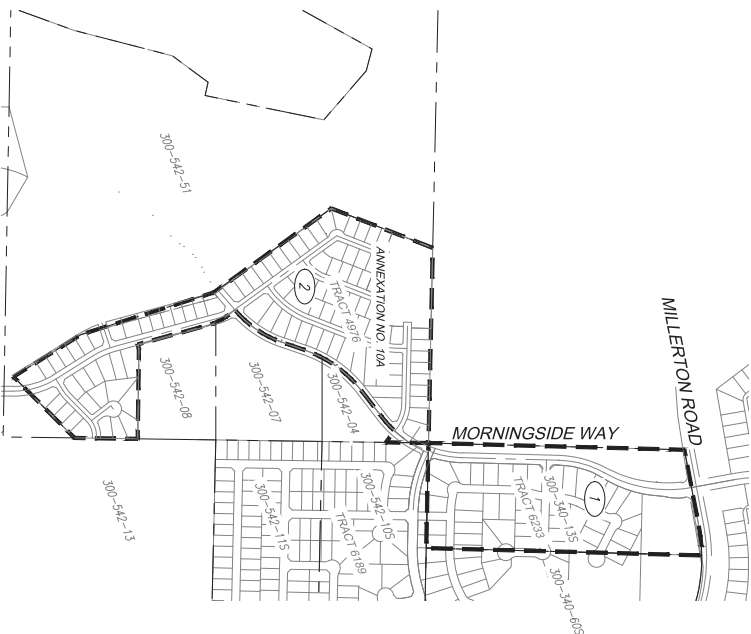 300-542-51
ANNEXATION NO. 10A
2
TRACT 4976
MILLERTON ROAD
300-542-08
300-542-07
300-542-04
MORNINGSIDE WAY
300-542-13
300-542-11S
TRACT 6189
300-542-10S
TRACT 6233
300-340-13S
1
300-340-60S